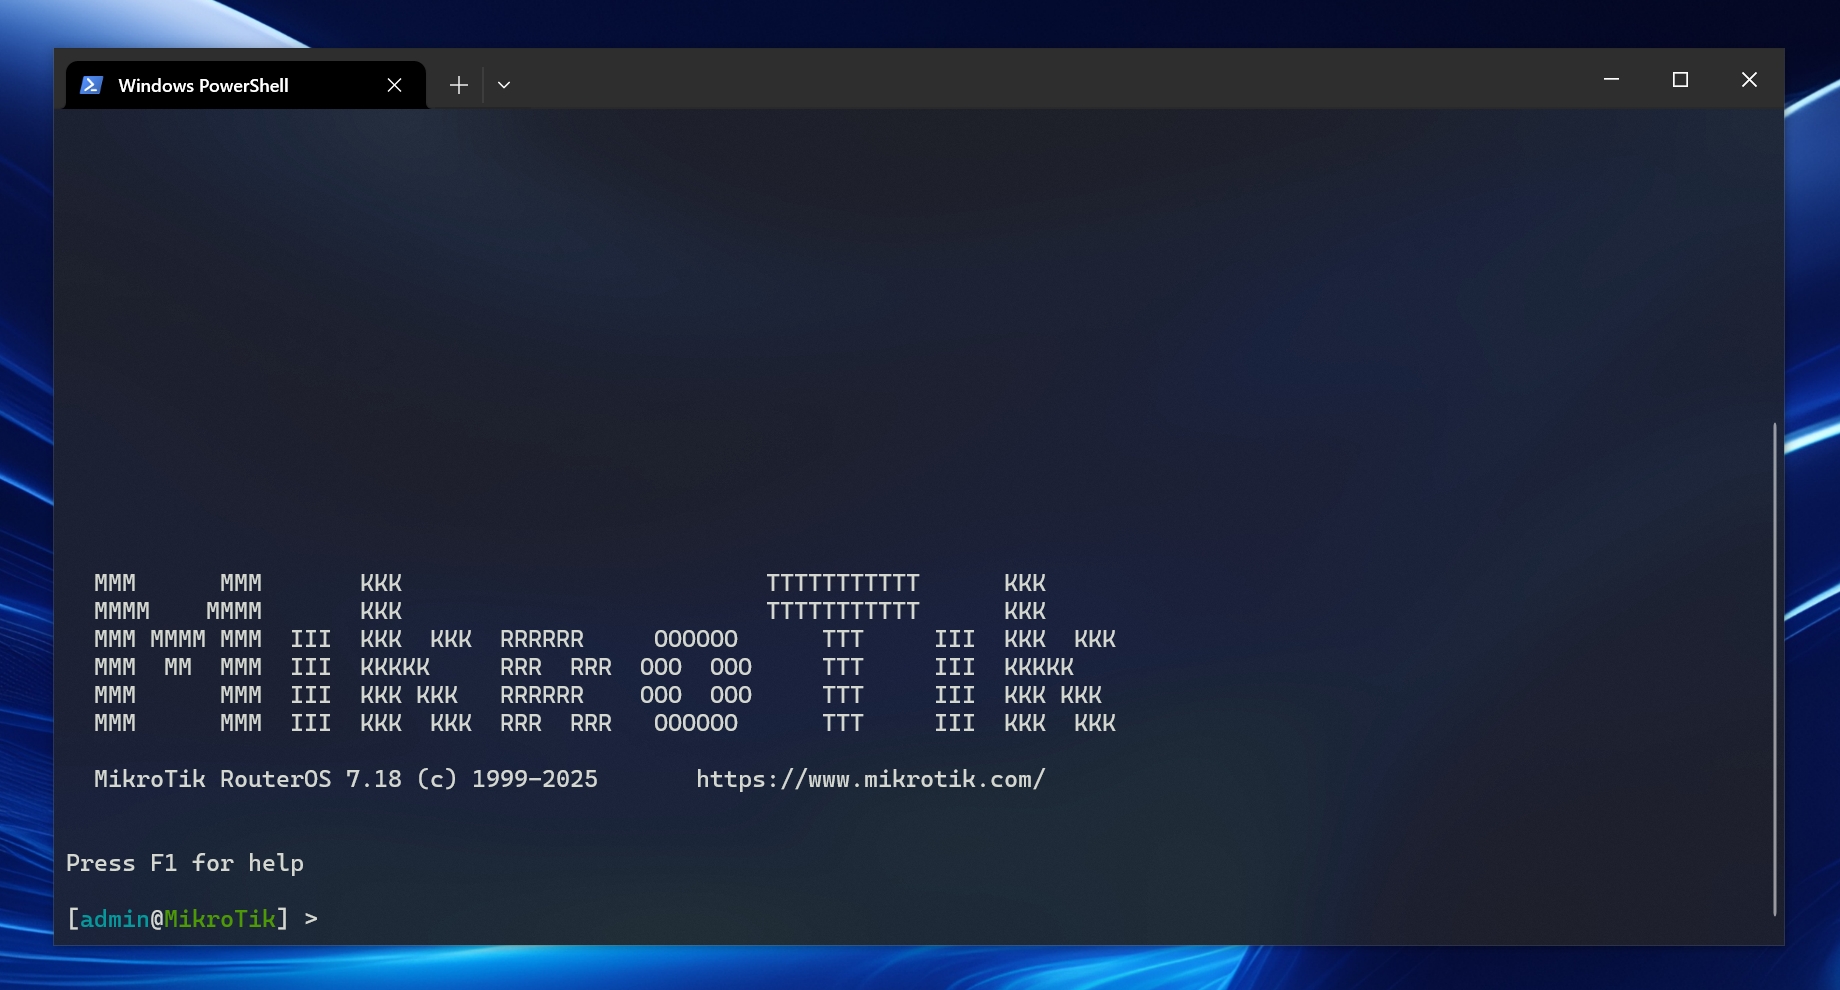 Windows PowerShell
  MMM      MMM       KKK                          TTTTTTTTTTT      KKK
  MMMM    MMMM       KKK                          TTTTTTTTTTT      KKK
  MMM MMMM MMM  III  KKK  KKK  RRRRRR     OOOOOO      TTT     III  KKK  KKK
  MMM  MM  MMM  III  KKKKK     RRR  RRR  OOO  OOO     TTT     III  KKKKK
  MMM      MMM  III  KKK KKK   RRRRRR    OOO  OOO     TTT     III  KKK KKK
  MMM      MMM  III  KKK  KKK  RRR  RRR   OOOOOO      TTT     III  KKK  KKK
  MikroTik RouterOS 7.18 (c) 1999-2025       https://www.mikrotik.com/
Press F1 for help
[admin@MikroTik] >